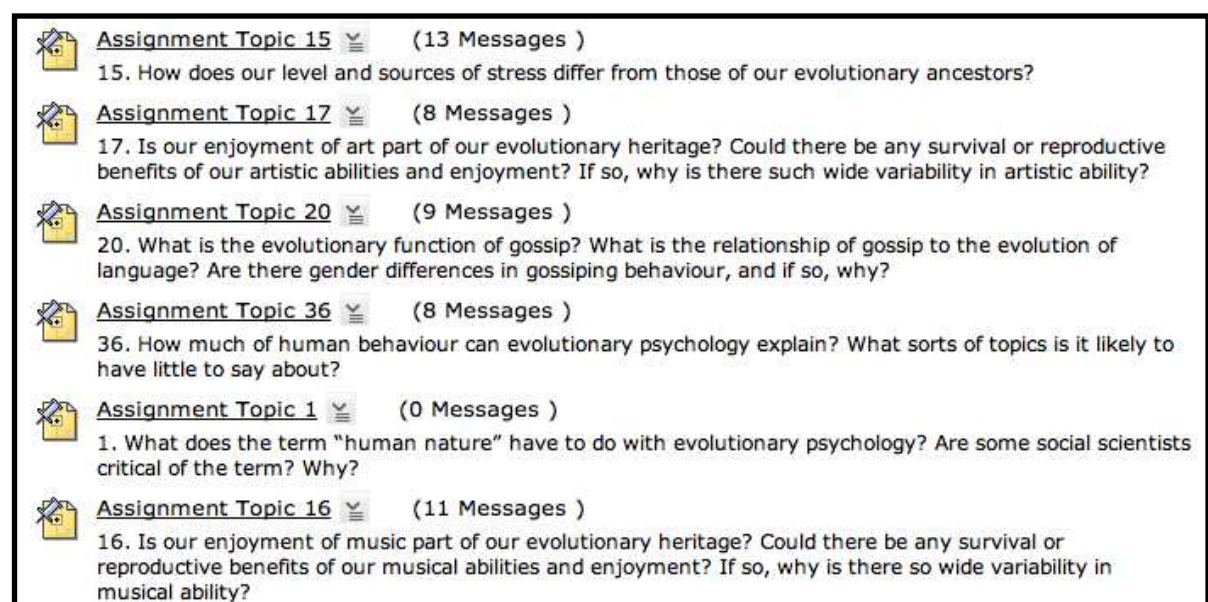 Assignment Topic 15 (13 Messages )
15. How does our level and sources of stress differ from those of our evolutionary ancestors?
Assignment Topic 17 (8 Messages )
17. Is our enjoyment of art part of our evolutionary heritage? Could there be any survival or reproductive
benefits of our artistic abilities and enjoyment? If so, why is there such wide variability in artistic ability?
Assignment Topic 20 (9 Messages )
20. What is the evolutionary function of gossip? What is the relationship of gossip to the evolution of
language? Are there gender differences in gossiping behaviour, and if so, why?
Assignment Topic 36 (8 Messages )
36. How much of human behaviour can evolutionary psychology explain? What sorts of topics is it likely to
have little to say about?
Assignment Topic 1 (0 Messages )
1. What does the term “human nature” have to do with evolutionary psychology? Are some social scientists
critical of the term? Why?
Assignment Topic 16 (11 Messages )
16. Is our enjoyment of music part of our evolutionary heritage? Could there be any survival or
reproductive benefits of our musical abilities and enjoyment? If so, why is there so wide variability in
musical ability?